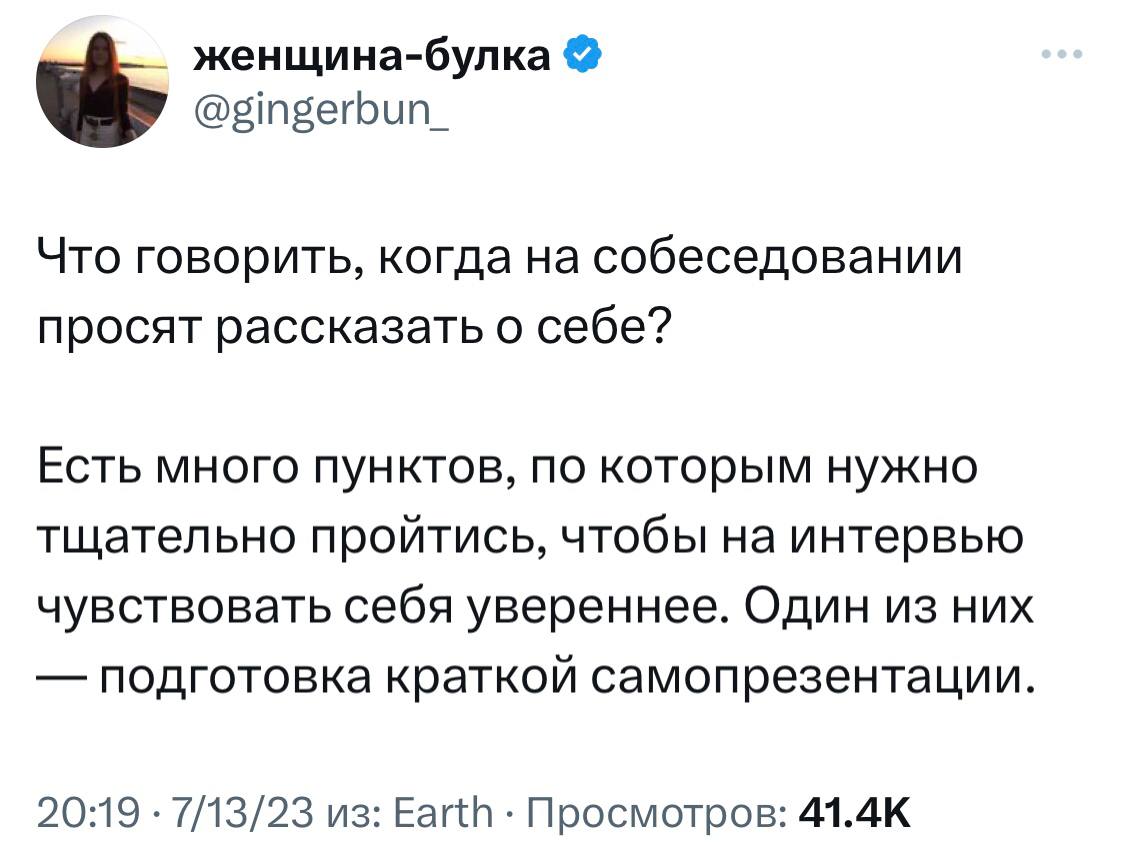 женщина-булка
@gingerbun_
Что говорить, когда на собеседовании
просят рассказать о себе?
Есть много пунктов, по которым нужно
тщательно пройтись, чтобы на интервью
чувствовать себя увереннее. Один из них
— подготовка краткой самопрезентации.
20:19 · 7/13/23 из: Earth · Просмотров: 41.4K